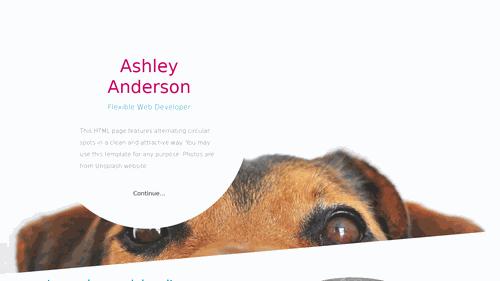 Ashley
Anderson
Flexible Web Developer
This HTML page features alternating circular
spots in a clean and attractive way. You may
use this template for any purpose. Photos are
from Unsplash website.
Continue...